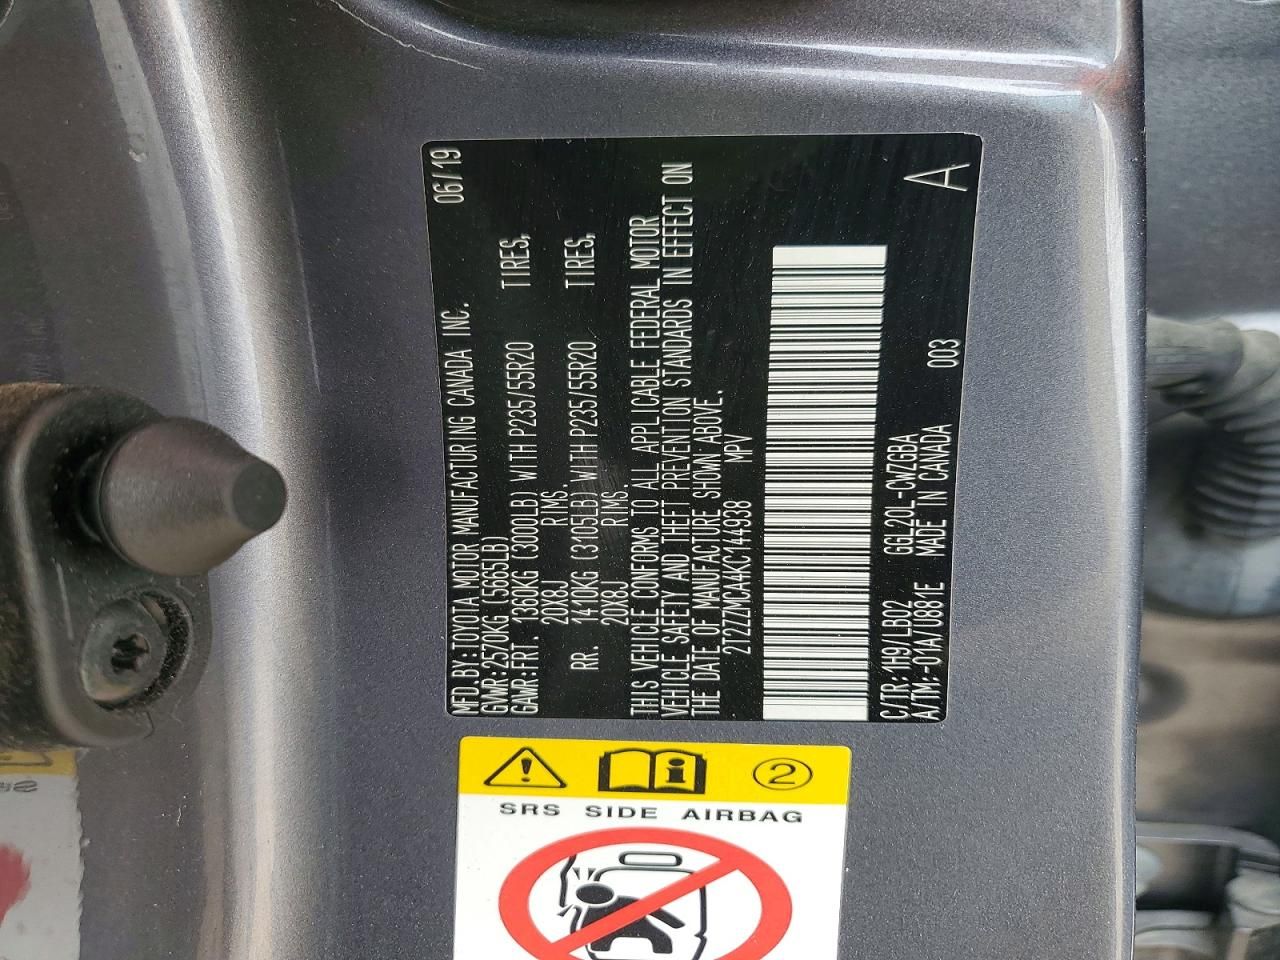 MFD.BY:TOYOTA MOTOR MANUFACTURING CANADA INC. 06/19
GVWR:2570KG (5665LB)
GAWR:FRT. 1360KG (3000LB) WITH P235/55R20 TIRES,
20X8J RIMS.
RR. 1410KG (3105LB) WITH P235/55R20 TIRES,
20X8J RIMS.
THIS VEHICLE CONFORMS TO ALL APPLICABLE FEDERAL MOTOR
VEHICLE SAFETY AND THEFT PREVENTION STANDARDS IN EFFECT ON
THE DATE OF MANUFACTURE SHOWN ABOVE.
2T2ZZMCA4KC144938 MPV
C/TR: 1H9/LB02 GGL20L-CWZGBA
A/TM:-01A/U881E MADE IN CANADA 003 A
2
SRS SIDE AIRBAG